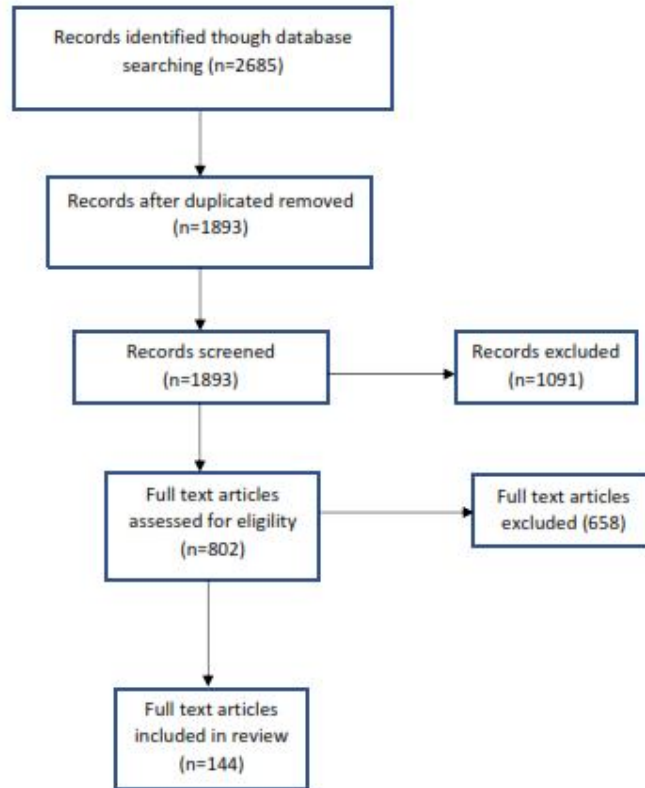 Records identified though database
searching (n=2685)
Records after duplicated removed
(n=1893)
Records screened
(n=1893)
Records excluded
(n=1091)
Full text articles
assessed for eligility
(n=802)
Full text articles
excluded (658)
Full text articles
included in review
(n=144)